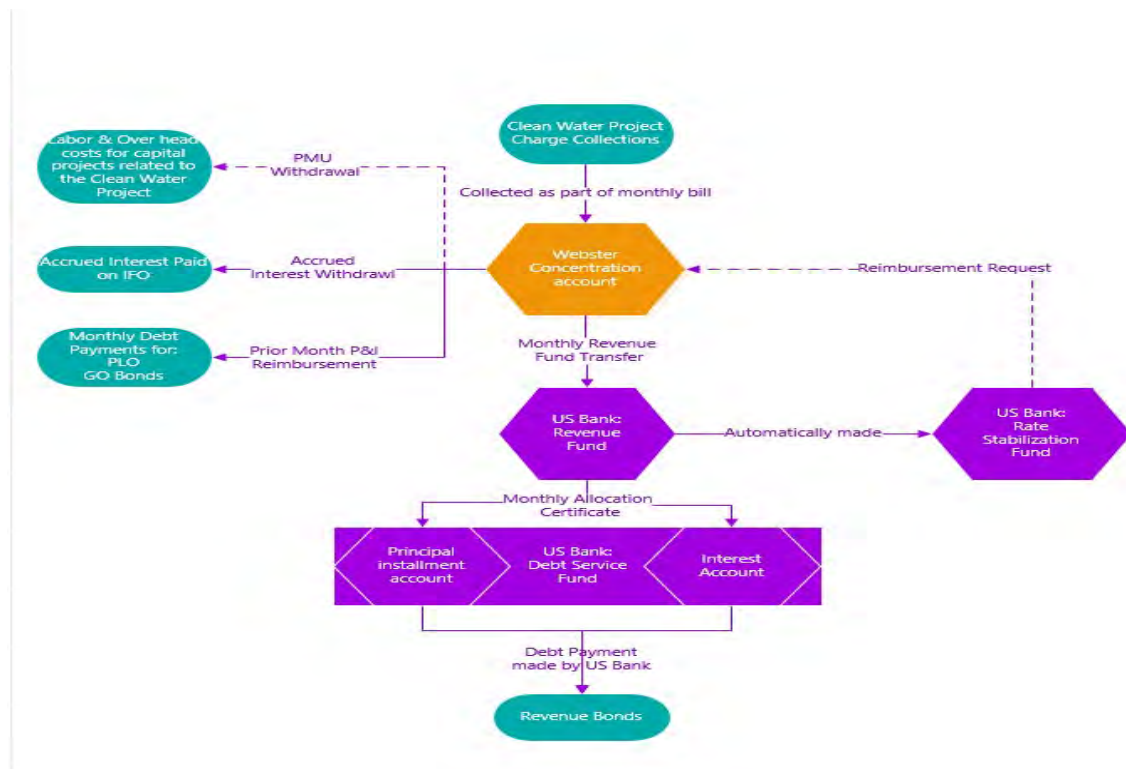 Clean Water Project
Charge Collections
Labor & Over head
costs for capital
projects related to
the Clean Water
Project
PMU
Withdrawal
Collected as part of monthly bill
Accrued Interest Paid
on IFO
Accrued
Interest Withdrawl
Webster
Concentration
account
Reimbursement Request
Monthly Debt
Payments for:
PLO
GO Bonds
Prior Month P&I
Reimbursement
Monthly Revenue
Fund Transfer
US Bank:
Revenue
Fund
Automatically made
US Bank:
Rate
Stabilization
Fund
Monthly Allocation
Certificate
Principal
installment
account
US Bank:
Debt Service
Fund
Interest
Account
Debt Payment
made by US Bank
Revenue Bonds